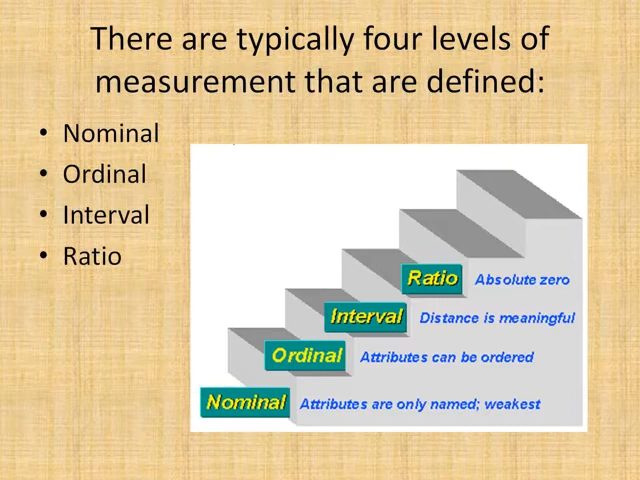 There are typically four levels of
measurement that are defined:
• Nominal
• Ordinal
• Interval
• Ratio
Ratio Absolute zero
Interval Distance is meaningful
Ordinal Attributes can be ordered
Nominal Attributes are only named; weakest